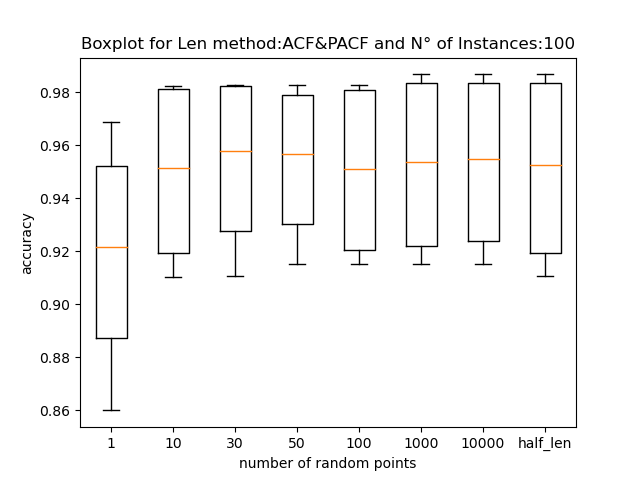 Boxplot for Len method:ACF&PACF and N° of Instances:100
accuracy
0.98
0.96
0.94
0.92
0.90
0.88
0.86
1 10 30 50 100 1000 10000 half_len
number of random points